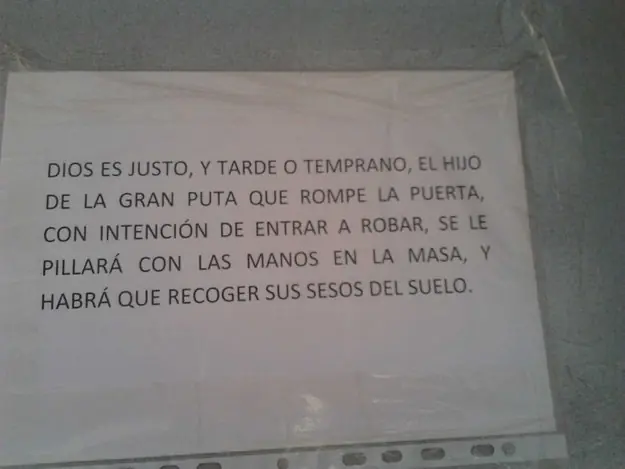 DIOS ES JUSTO, Y TARDE O TEMPRANO, EL HIJO
DE LA GRAN PUTA QUE ROMPE LA PUERTA,
CON INTENCIÓN DE ENTRAR A ROBAR, SE LE
PILLARÁ CON LAS MANOS EN LA MASA, Y
HABRÁ QUE RECOGER SUS SESOS DEL SUELO.